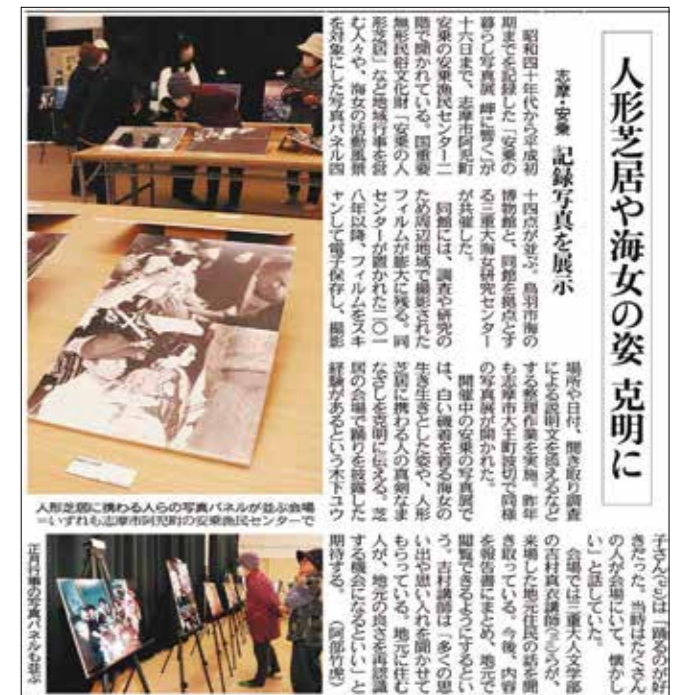 人形芝居や海女の姿 克明に
志摩・安乗 記録写真を展示
昭和四十年代から平成初
期までを記録した「安乗の
暮らし写真展 岬に響く」が
十六日まで、志摩市阿児町
安乗の安乗漁民センター二
階で開かれている。国重要
無形民俗文化財「安乗の人
形芝居」など地域行事を営
む人々や、海女の活動風景
を対象にした写真パネル四
十四点が並ぶ。鳥羽市海の
博物館と、同館を拠点とす
る三重大海女研究センター
が共催した。
同館には、調査や研究の
ため周辺地域で撮影された
フィルムが膨大に残る。同
センターが置かれた二〇一
八年以降、フィルムをスキ
ャンして電子保存し、撮影
場所や日付、聞き取り調査
による説明文を添えるなど
する整理作業を実施。昨年
も志摩市大王町波切で同様
の写真展が開かれた。
開催中の安乗の写真展で
は、白い磯着を着る海女の
生き生きとした姿や、人形
芝居に携わる人の真剣なま
なざしを克明に伝える。芝
居の会場で踊りを披露した
経験があるという木下ユウ
子さん
は「踊るのが好
きだった。当時はたくさん
の人が会場にいて、懐かし
い」と話していた。
会場では三重大人文学部
の吉村真衣講師
らが、
来場した地元住民の話を聞
き取っている。今後、内容
を報告書にまとめ、地元で
閲覧できるようにするとい
う。吉村講師は「多くの思
い出や思い入れを聞かせて
もらっている。地元に住む
人が、地元の良さを再認識
する機会になるといい」と
期待する。 (阿部竹虎)
人形芝居に携わる人らの写真パネルが並ぶ会場
=いずれも志摩市阿児町の安乗漁民センターで
正月行事の写真パネルも並ぶ